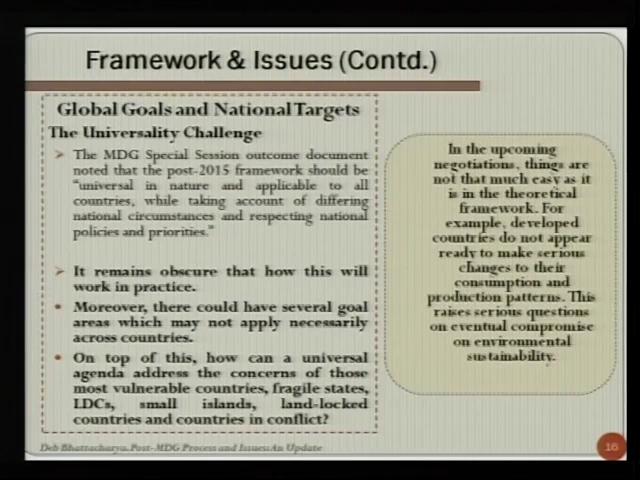 Framework & Issues (Contd.)
Global Goals and National Targets
The Universality Challenge
➢ The MDG Special Session outcome document
noted that the post-2015 framework should be
"universal in nature and applicable to all
countries, while taking account of differing
national circumstances and respecting national
policies and priorities."
➢ It remains obscure that how this will
work in practice.
• Moreover, there could have several goal
areas which may not apply necessarily
across countries.
• On top of this, how can a universal
agenda address the concerns of those
most vulnerable countries, fragile states,
LDCs, small islands, land-locked
countries and countries in conflict?
In the upcoming
negotiations, things are
not that much easy as it
is in the theoretical
framework. For
example, developed
countries do not appear
ready to make serious
changes to their
consumption and
production patterns. This
raises serious questions
on eventual compromise
on environmental
sustainability.
Deb Bhattacharya.Post-MDG Process and Issues:An Update
16